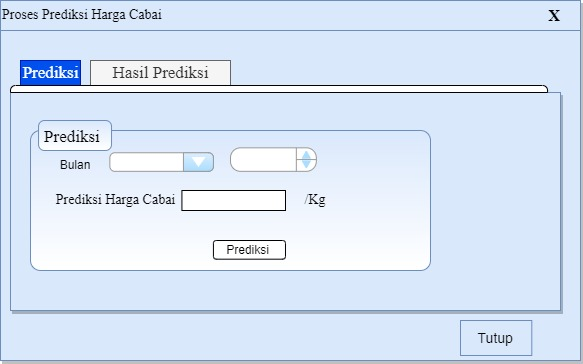 Proses Prediksi Harga Cabai X
Prediksi Hasil Prediksi
Prediksi
Bulan
Prediksi Harga Cabai /Kg
Prediksi
Tutup